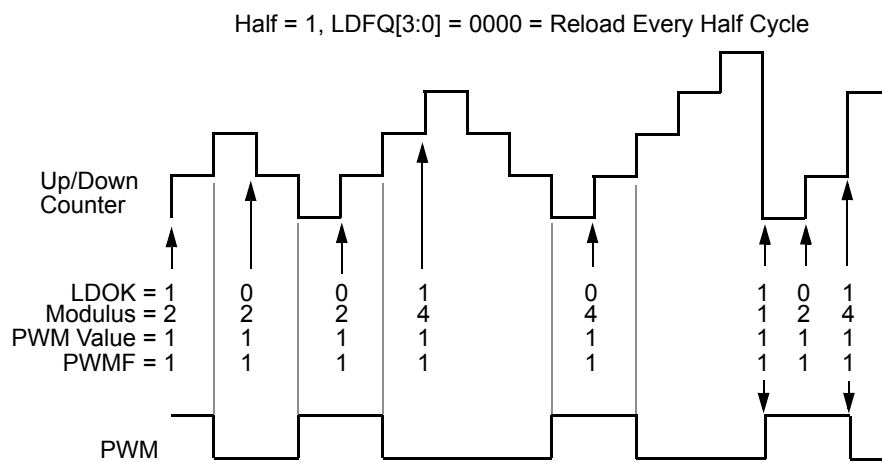 Half = 1, LDFQ[3:0] = 0000 = Reload Every Half Cycle
Up/Down
Counter
LDOK = 1 0 0 1 0 1 0 1
Modulus = 2 2 2 4 4 1 2 4
PWM Value = 1 1 1 1 1 1 1 1
PWMF = 1 1 1 1 1 1 1 1
PWM